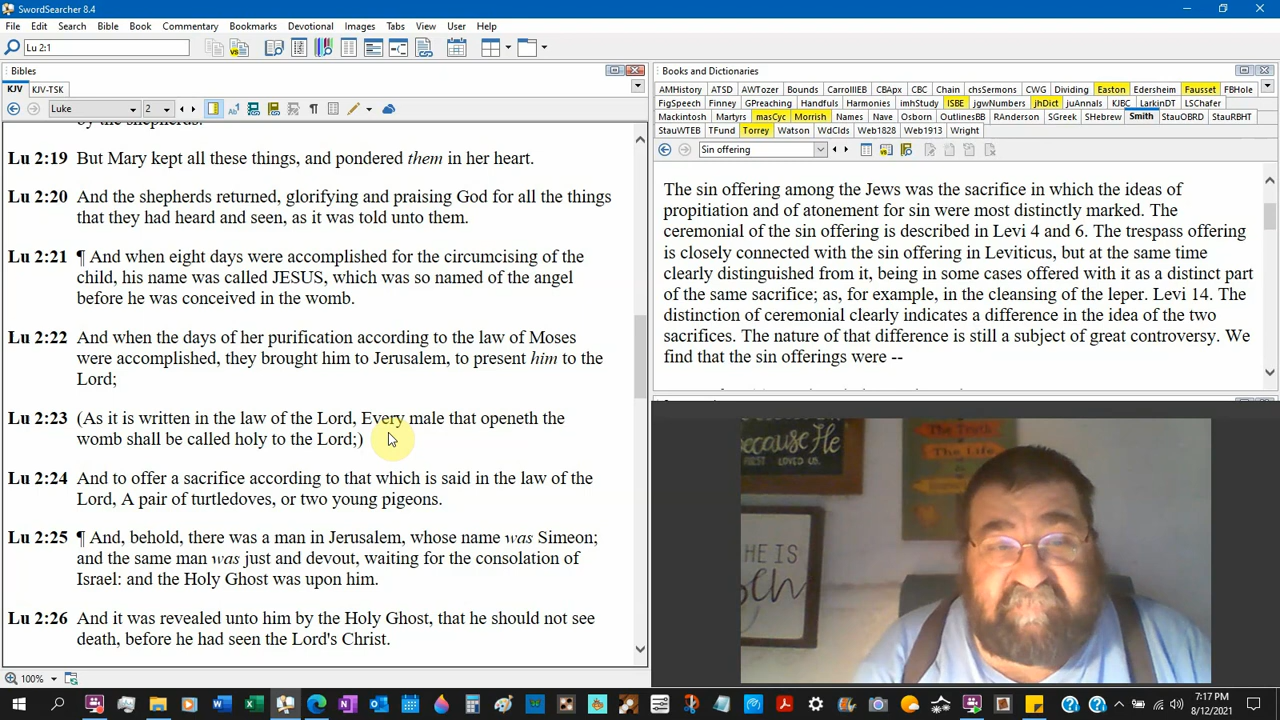 SwordSearcher 8.4
File Edit Search Bible Book Commentary Bookmarks Devotional Images Tabs View User Help
Lu 2:1
Bibles
KJV KJV-TSK
Luke 2
by the shepherds.
Lu 2:19 But Mary kept all these things, and pondered them in her heart.
Lu 2:20 And the shepherds returned, glorifying and praising God for all the things
that they had heard and seen, as it was told unto them.
Lu 2:21 ¶ And when eight days were accomplished for the circumcising of the
child, his name was called JESUS, which was so named of the angel
before he was conceived in the womb.
Lu 2:22 And when the days of her purification according to the law of Moses
were accomplished, they brought him to Jerusalem, to present him to the
Lord;
Lu 2:23 (As it is written in the law of the Lord, Every male that openeth the
womb shall be called holy to the Lord;)
Lu 2:24 And to offer a sacrifice according to that which is said in the law of the
Lord, A pair of turtledoves, or two young pigeons.
Lu 2:25 ¶ And, behold, there was a man in Jerusalem, whose name was Simeon;
and the same man was just and devout, waiting for the consolation of
Israel: and the Holy Ghost was upon him.
Lu 2:26 And it was revealed unto him by the Holy Ghost, that he should not see
death, before he had seen the Lord's Christ.
100%
Books and Dictionaries
AMHistory ATSD AWTozer Bounds CarrollEB CBApx CBC Chain chsSermons CWG Dividing Easton Edersheim Fausset FBHole
FigSpeech Finney GPreaching Handfuls Harmonies imhStudy ISBE jgwNumbers jhDict juAnnals KJBC LarkinDT LSChafer
Mackintosh Martyrs masCyc Morrish Names Nave Osborn OutlinesBB RAnderson SGreek SHebrew Smith StauOBRD StauRBHT
StauWTEB TFund Torrey Watson WdClds Web1828 Web1913 Wright
Sin offering
The sin offering among the Jews was the sacrifice in which the ideas of
propitiation and of atonement for sin were most distinctly marked. The
ceremonial of the sin offering is described in Levi 4 and 6. The trespass offering
is closely connected with the sin offering in Leviticus, but at the same time
clearly distinguished from it, being in some cases offered with it as a distinct part
of the same sacrifice; as, for example, in the cleansing of the leper. Levi 14. The
distinction of ceremonial clearly indicates a difference in the idea of the two
sacrifices. The nature of that difference is still a subject of great controversy. We
find that the sin offerings were --
because He
FIRST LOVED US.
The Truth
The Life
HE IS
7:17 PM
8/12/2021